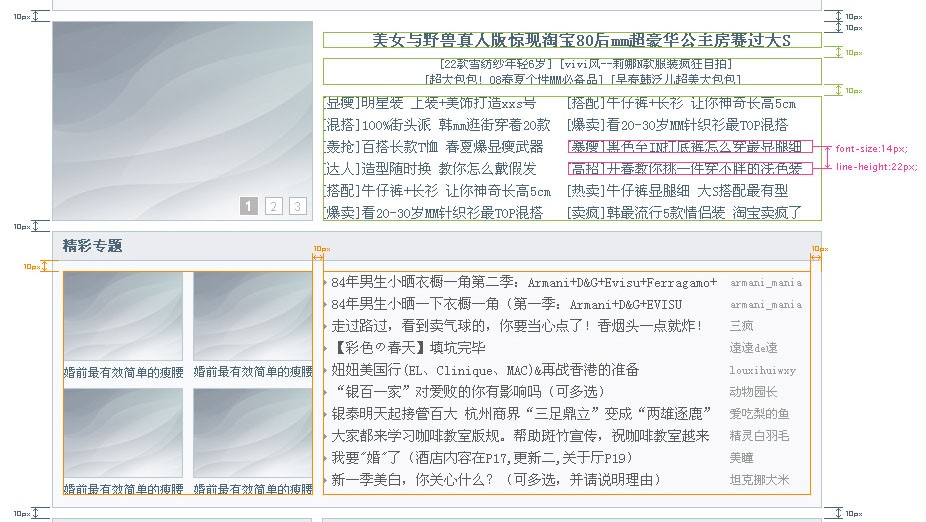 10px
10px
10px
美女与野兽真人版惊现淘宝80后mm超豪华公主房赛过大S
10px
[22款雪纺纱年轻6岁] [vivi风--莉娜N款服装疯狂自拍]
[超大包包! 08春夏个性MM必备品] [早春韩泛儿超美大包包]
10px
[显瘦]明星装 上装+美饰打造xxs号
[搭配]牛仔裤+长衫 让你神奇长高5cm
[混搭]100%街头派 韩mm逛街穿着20款
[爆卖]看20-30岁MM针织衫最TOP混搭
[轰抢]百搭长款T恤 春夏爆显瘦武器
[暴瘦]黑色至IN打底裤怎么穿最显腿细
font-size:14px;
[达人]造型随时换 教你怎么戴假发
[高招]开春教你挑一件穿不胖的浅色装
line-height:22px;
[搭配]牛仔裤+长衫 让你神奇长高5cm
[热卖]牛仔裤显腿细 大S搭配最有型
[爆卖]看20-30岁MM针织衫最TOP混搭
[卖疯]韩最流行5款情侣装 淘宝卖疯了
1 2 3
10px
10px
精彩专题
10px
10px
10px
84年男生小晒衣橱一角第二季：Armani+D&G+Evisu+Ferragamo+
armani_mania
84年男生小晒一下衣橱一角（第一季：Armani+D&G+EVISU
armani_mania
走过路过，看到卖气球的，你要当心点了！香烟头一点就炸！
三疯
【彩色の春天】填坑完毕
遠遠de遠
妞妞美国行(EL、Clinique、MAC)&再战香港的准备
louxihuiwxy
婚前最有效简单的瘦腰 婚前最有效简单的瘦腰
“银百一家”对爱败的你有影响吗（可多选）
动物园长
银泰明天起接管百大 杭州商界“三足鼎立”变成“两雄逐鹿”
爱吃梨的鱼
大家都来学习咖啡教室版规。帮助斑竹宣传，祝咖啡教室越来
精灵白羽毛
我要"婚"了（酒店内容在P17,更新二,关于厅P19）
美瞳
新一季美白，你关心什么？（可多选，并请说明理由）
坦克挪大米
婚前最有效简单的瘦腰 婚前最有效简单的瘦腰
10px
10px